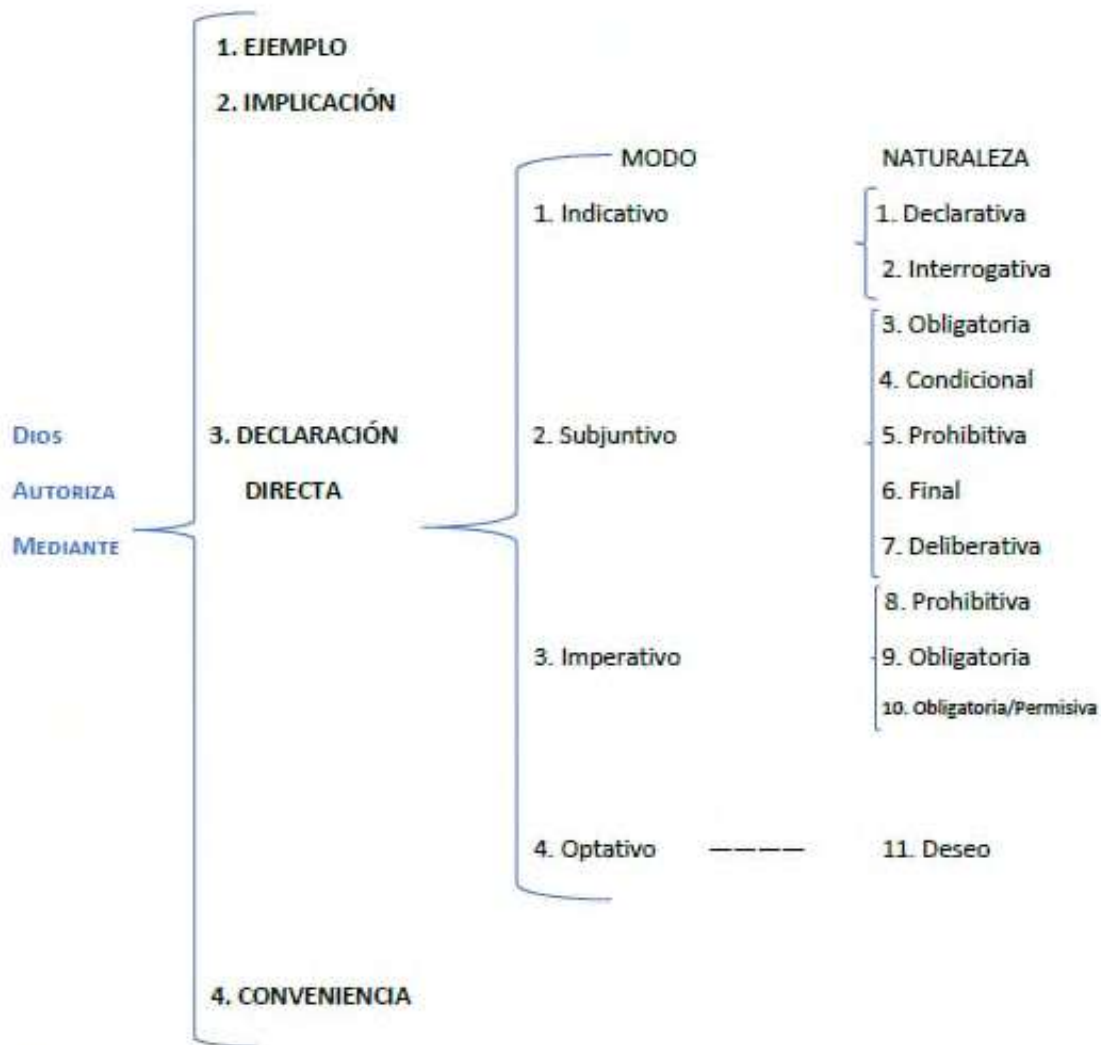 1. EJEMPLO
2. IMPLICACIÓN
MODO NATURALEZA
1. Indicativo 1. Declarativa
2. Interrogativa
3. Obligatoria
4. Condicional
DIOS 3. DECLARACIÓN 2. Subjuntivo 5. Prohibitiva
AUTORIZA DIRECTA 6. Final
MEDIANTE 7. Deliberativa
8. Prohibitiva
3. Imperativo 9. Obligatoria
10. Obligatoria/Permisiva
4. Optativo ———— 11. Deseo
4. CONVENIENCIA